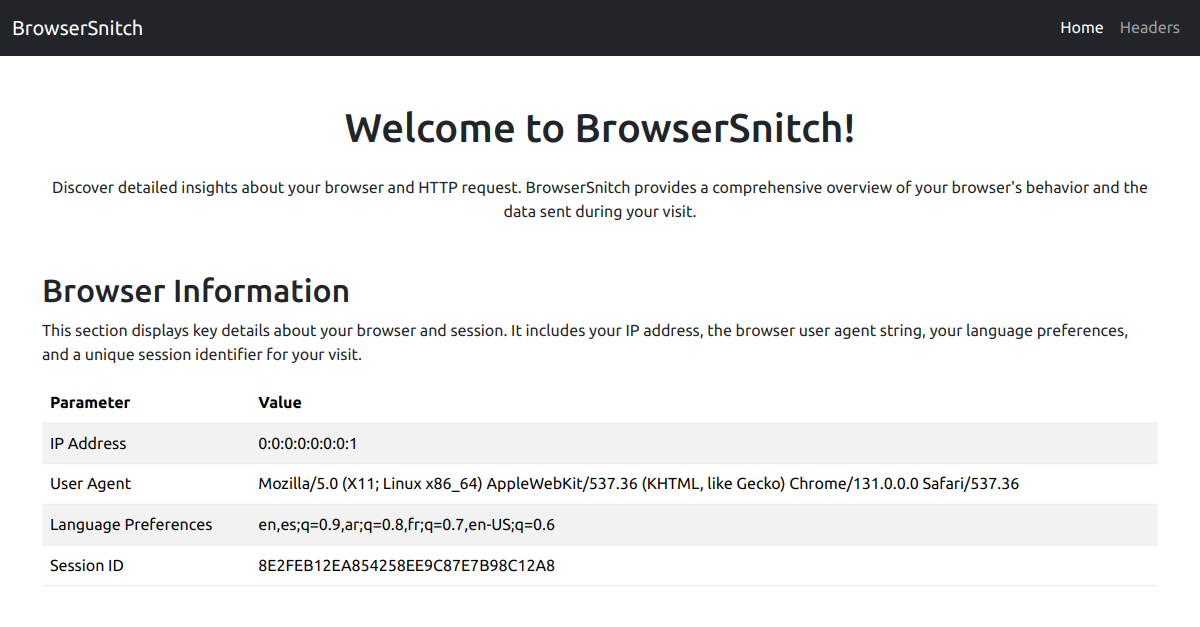 BrowserSnitch
Home Headers
Welcome to BrowserSnitch!
Discover detailed insights about your browser and HTTP request. BrowserSnitch provides a comprehensive overview of your browser's behavior and the
data sent during your visit.
Browser Information
This section displays key details about your browser and session. It includes your IP address, the browser user agent string, your language preferences,
and a unique session identifier for your visit.
Parameter Value
IP Address 0:0:0:0:0:0:0:1
User Agent Mozilla/5.0 (X11; Linux x86_64) AppleWebKit/537.36 (KHTML, like Gecko) Chrome/131.0.0.0 Safari/537.36
Language Preferences en,es;q=0.9,ar;q=0.8,fr;q=0.7,en-US;q=0.6
Session ID 8E2FEB12EA854258EE9C87E7B98C12A8